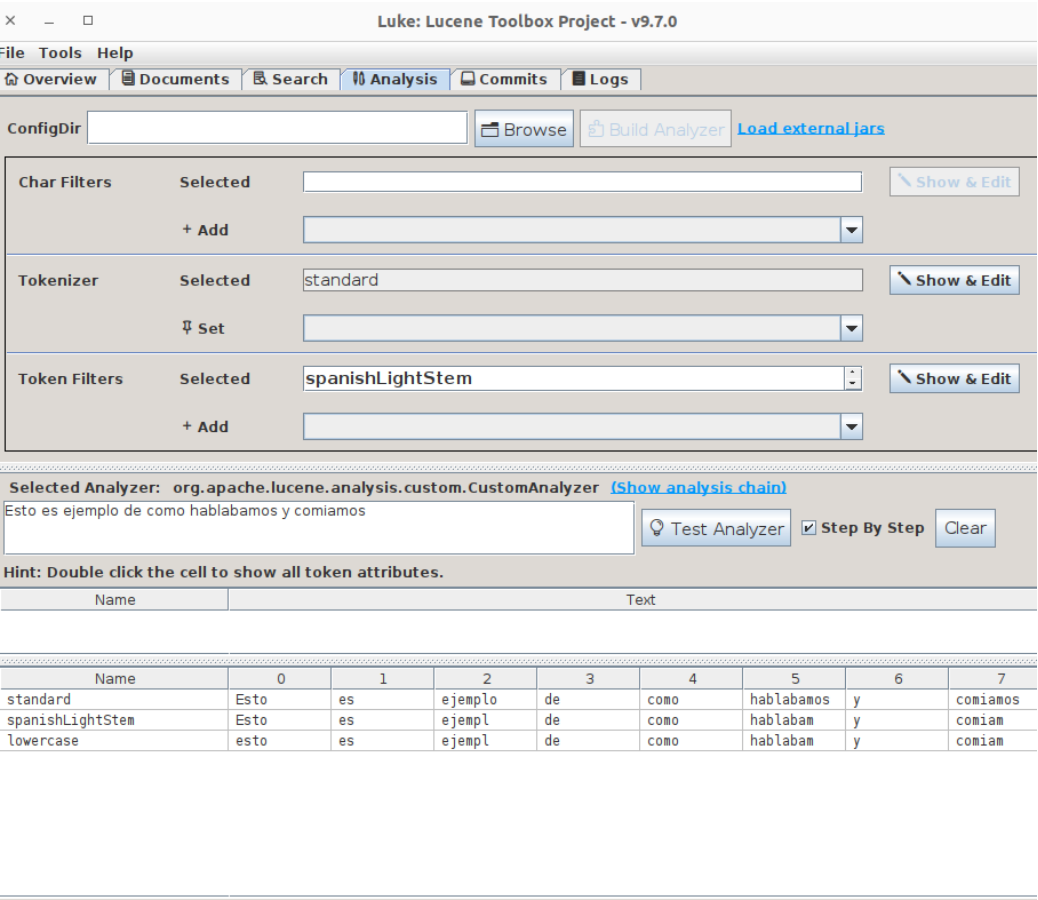 Luke: Lucene Toolbox Project - v9.7.0
File Tools Help
Overview Documents Search Analysis Commits Logs
ConfigDir Browse Build Analyzer Load external jars
Char Filters Selected Show & Edit
+ Add
Tokenizer Selected standard Show & Edit
Set
Token Filters Selected spanishLightStem Show & Edit
+ Add
Selected Analyzer: org.apache.lucene.analysis.custom.CustomAnalyzer (Show analysis chain)
Esto es ejemplo de como hablabamos y comiamos
Test Analyzer Step By Step Clear
Hint: Double click the cell to show all token attributes.
Name Text
Name 0 1 2 3 4 5 6 7
standard Esto es ejemplo de como hablabamos y comiamos
spanishLightStem Esto es ejempl de como hablabam y comiam
lowercase esto es ejempl de como hablabam y comiam